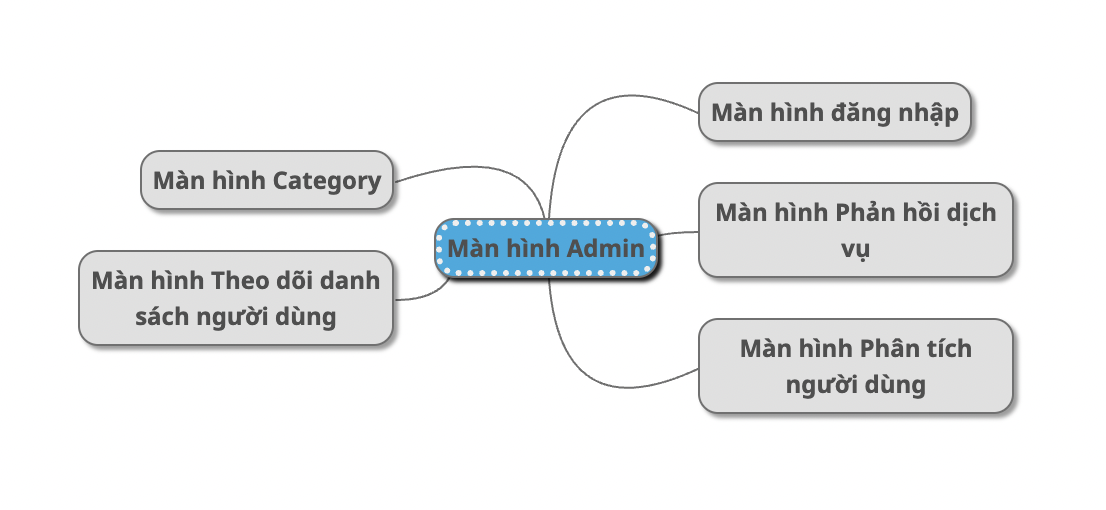 Màn hình đăng nhập
Màn hình Category
Màn hình Phản hồi dịch
vụ
Màn hình Admin
Màn hình Theo dõi danh
sách người dùng
Màn hình Phân tích
người dùng